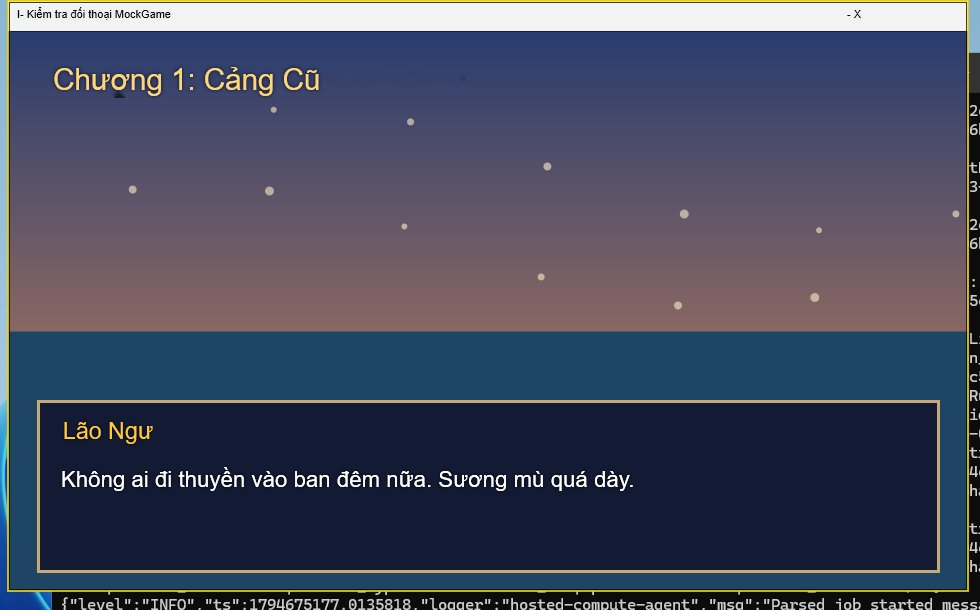 I- Kiểm tra đối thoại MockGame
- X
Chương 1: Cảng Cũ
Lão Ngư
Không ai đi thuyền vào ban đêm nữa. Sương mù quá dày.
{"level":"INFO","ts":1794675177.0135818,"logger":"hosted-compute-agent","msg":"Parsed job started